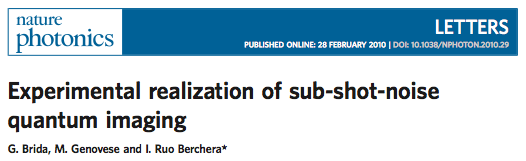 nature
photonics
LETTERS
PUBLISHED ONLINE: 28 FEBRUARY 2010 | DOI: 10.1038/NPHOTON.2010.29
Experimental realization of sub-shot-noise
quantum imaging
G. Brida, M. Genovese and I. Ruo Berchera*